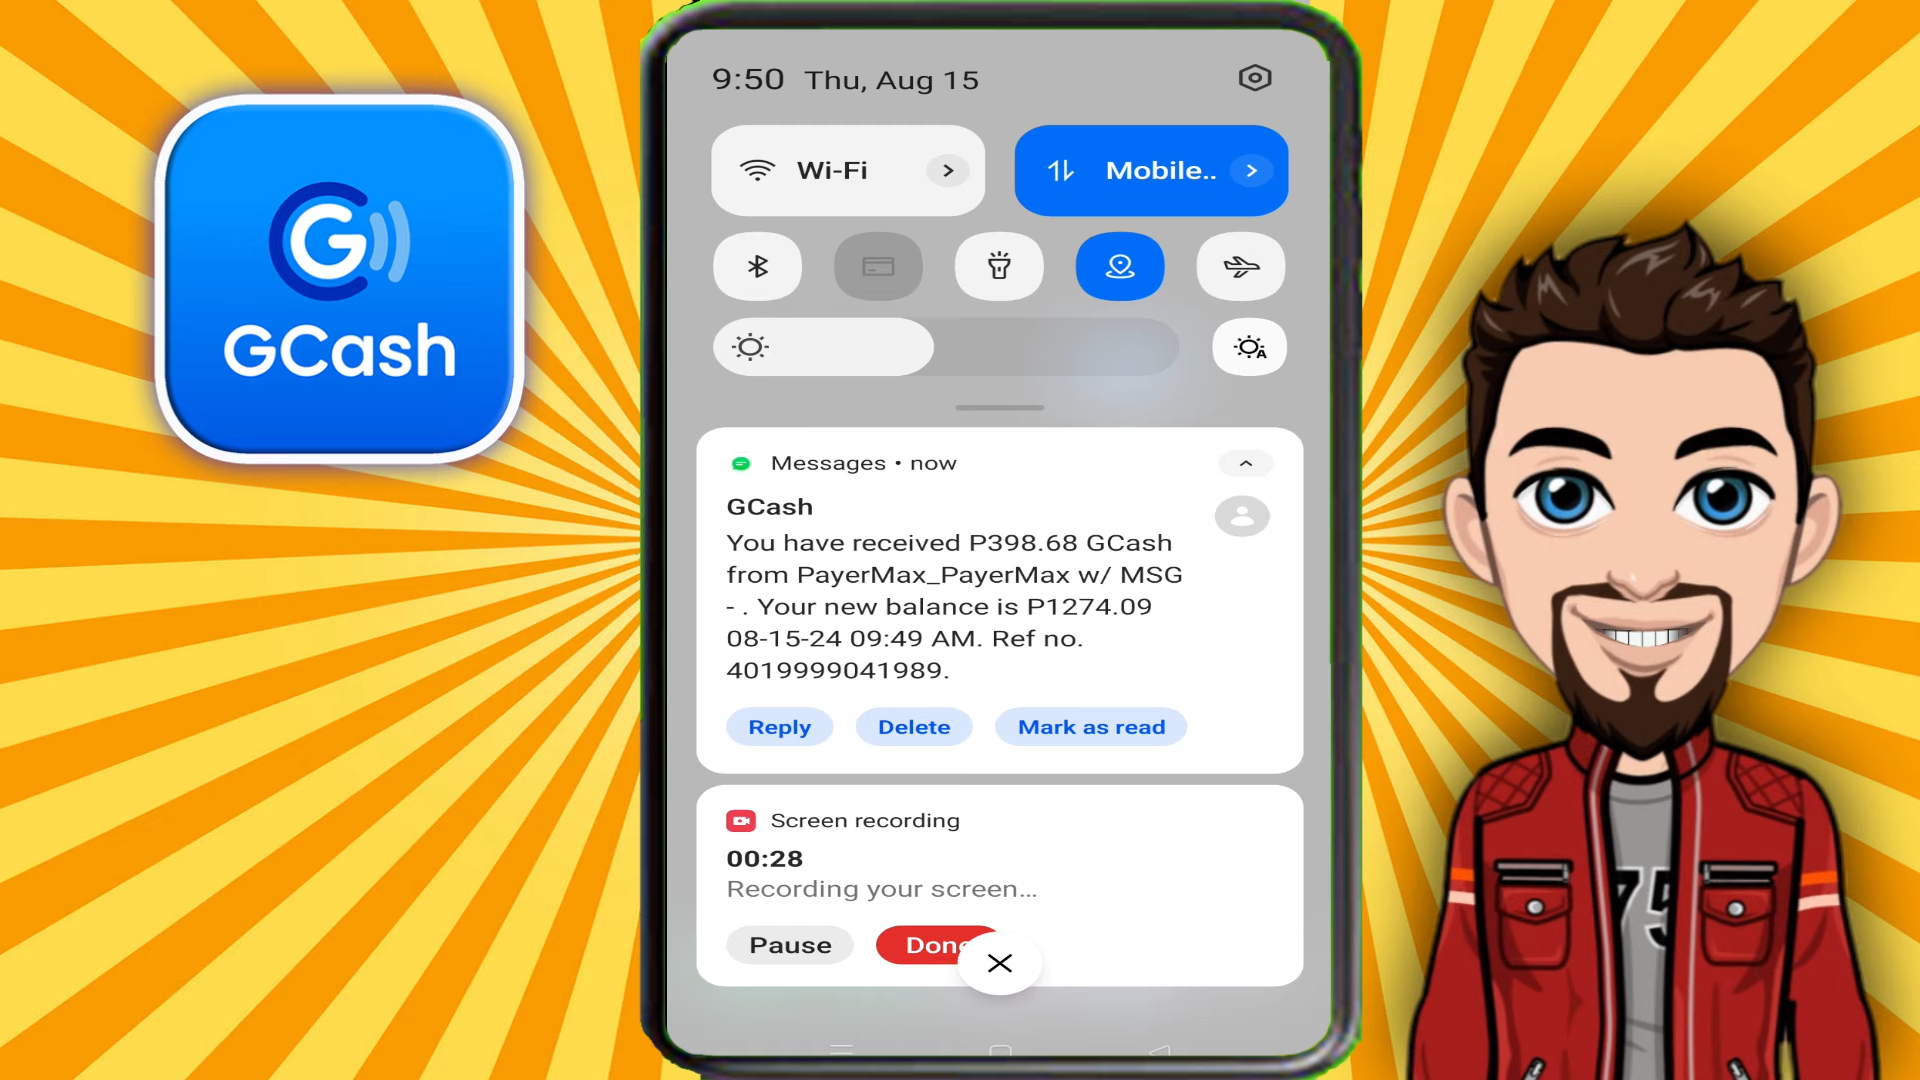 GCash
9:50 Thu, Aug 15
Wi-Fi
Mobile..
Messages • now
GCash
You have received P398.68 GCash
from PayerMax_PayerMax w/ MSG
- . Your new balance is P1274.09
08-15-24 09:49 AM. Ref no.
4019999041989.
Reply Delete Mark as read
Screen recording
00:28
Recording your screen...
Pause
75